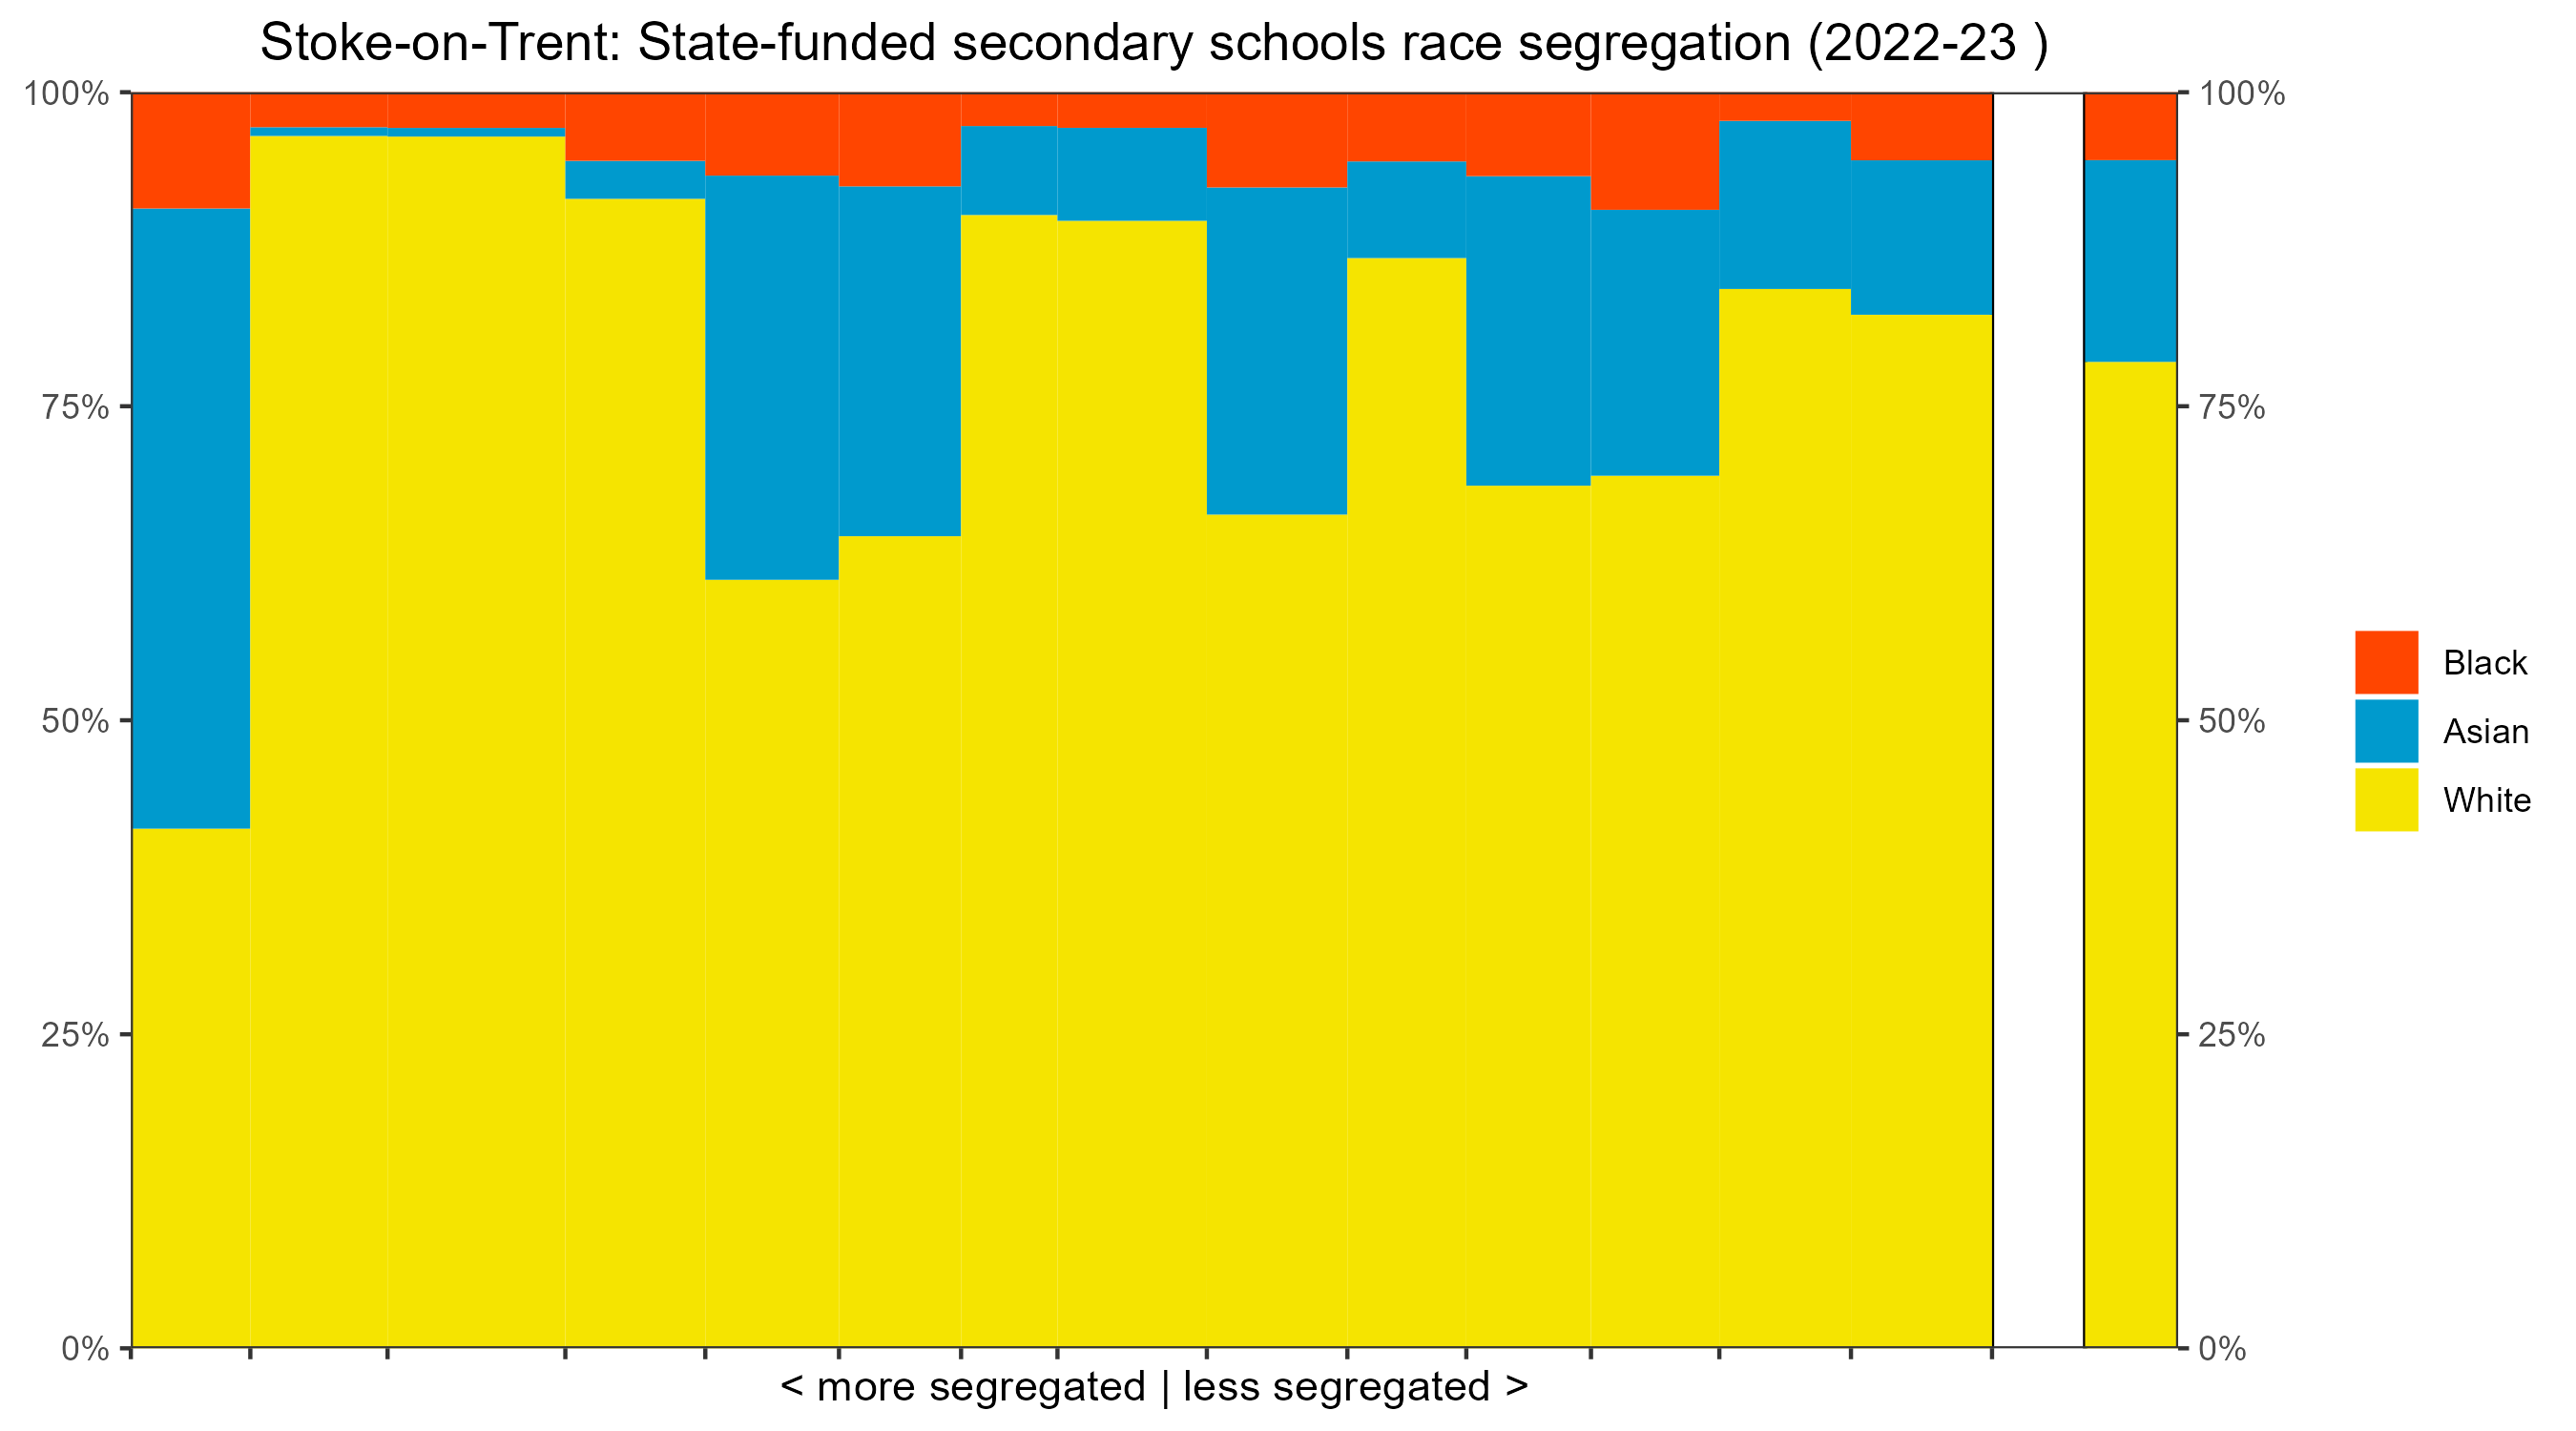 Stoke-on-Trent: State-funded secondary schools race segregation (2022-23 )
100%
75%
50%
25%
0%
100%
75%
50%
25%
0%
Black
Asian
White
< more segregated | less segregated >